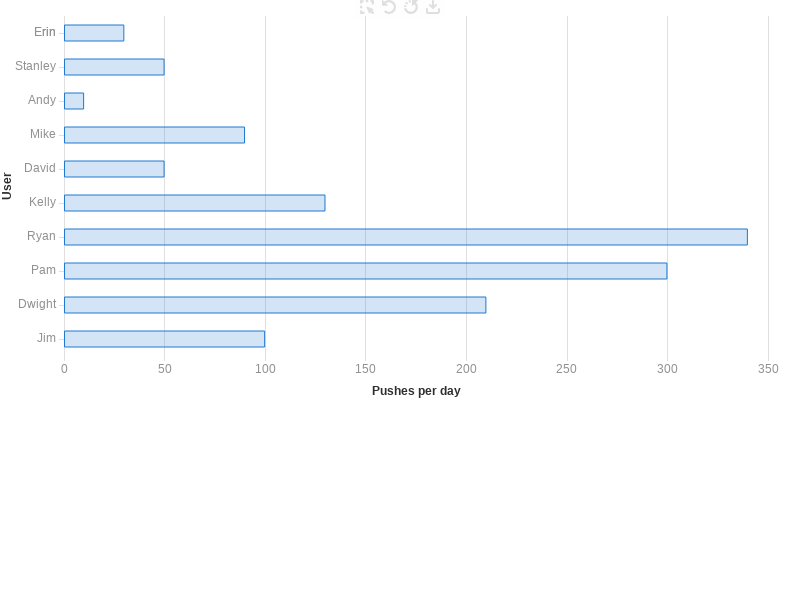 Erin
Stanley
Andy
Mike
David
Kelly
Ryan
Pam
Dwight
Jim
User
0 50 100 150 200 250 300 350
Pushes per day